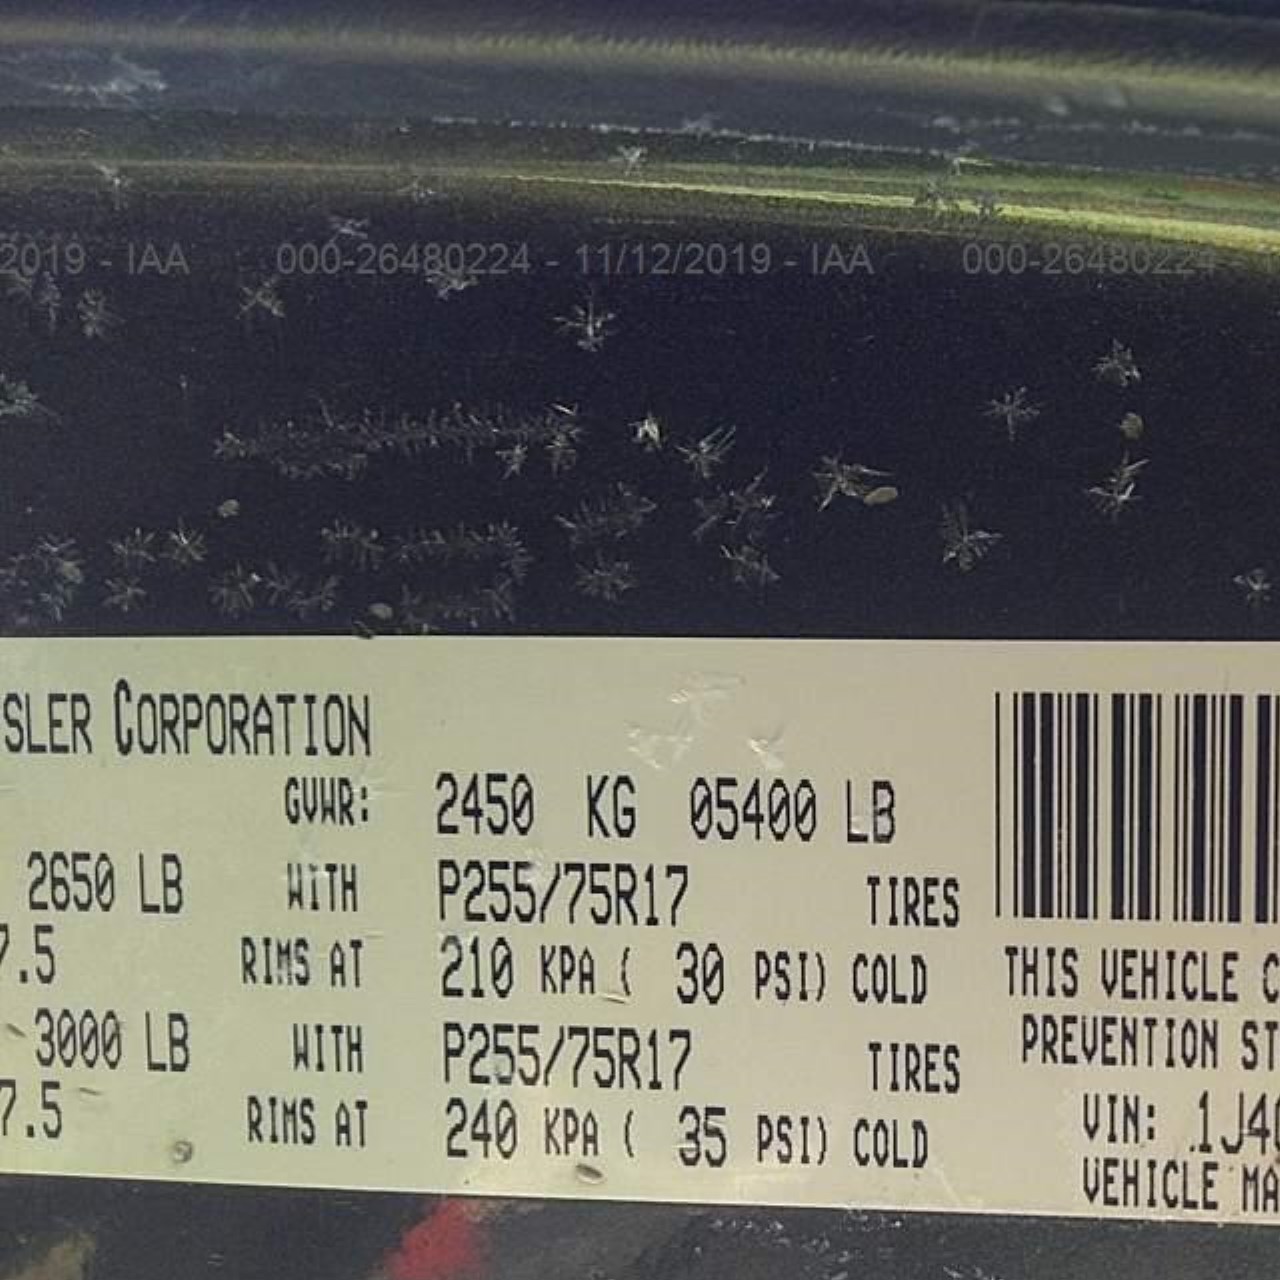 2019 - IAA 000-26480224 - 11/12/2019 - IAA 000-26480224
SLER CORPORATION
GVWR: 2450 KG 05400 LB
2650 LB WITH P255/75R17 TIRES
7.5 RIMS AT 210 KPA ( 30 PSI) COLD
3000 LB WITH P255/75R17 TIRES
7.5 RIMS AT 240 KPA ( 35 PSI) COLD
THIS VEHICLE C
PREVENTION ST
VIN: 1J4G
VEHICLE MA